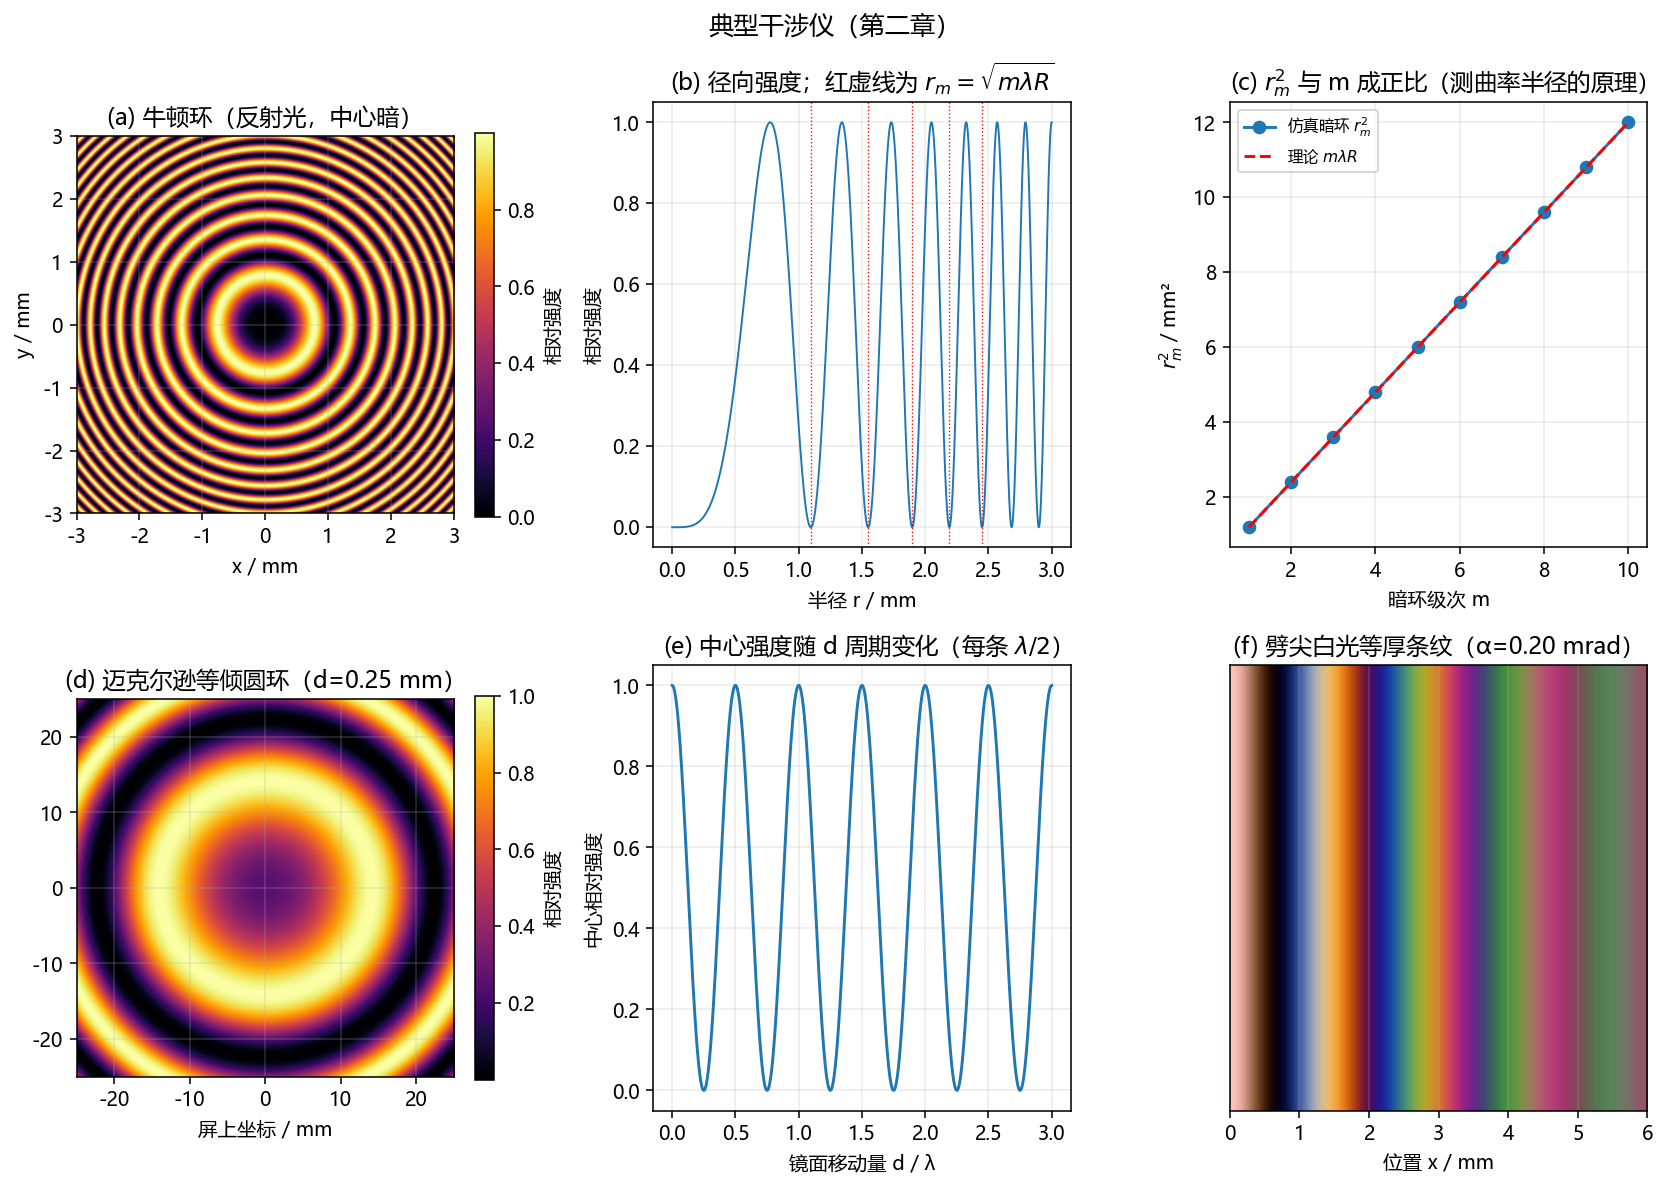 典型干涉仪（第二章）
(a) 牛顿环（反射光，中心暗）
3
2
1
0
-1
-2
-3
y / mm
-3 -2 -1 0 1 2 3
x / mm
0.8
0.6
0.4
0.2
0.0
相对强度
(b) 径向强度；红虚线为 $r_m = \sqrt{m\lambda R}$
1.0
0.8
0.6
0.4
0.2
0.0
相对强度
0.0 0.5 1.0 1.5 2.0 2.5 3.0
半径 r / mm
(c) $r_m^2$ 与 m 成正比（测曲率半径的原理）
仿真暗环 $r_m^2$
理论 $m\lambda R$
12
10
8
6
4
2
$r_m^2$ / mm²
2 4 6 8 10
暗环级次 m
(d) 迈克尔逊等倾圆环（d=0.25 mm）
20
10
0
-10
-20
-20 -10 0 10 20
屏上坐标 / mm
1.0
0.8
0.6
0.4
0.2
相对强度
(e) 中心强度随 d 周期变化（每条 λ/2）
1.0
0.8
0.6
0.4
0.2
0.0
中心相对强度
0.0 0.5 1.0 1.5 2.0 2.5 3.0
镜面移动量 d / λ
(f) 劈尖白光等厚条纹（α=0.20 mrad）
0 1 2 3 4 5 6
位置 x / mm